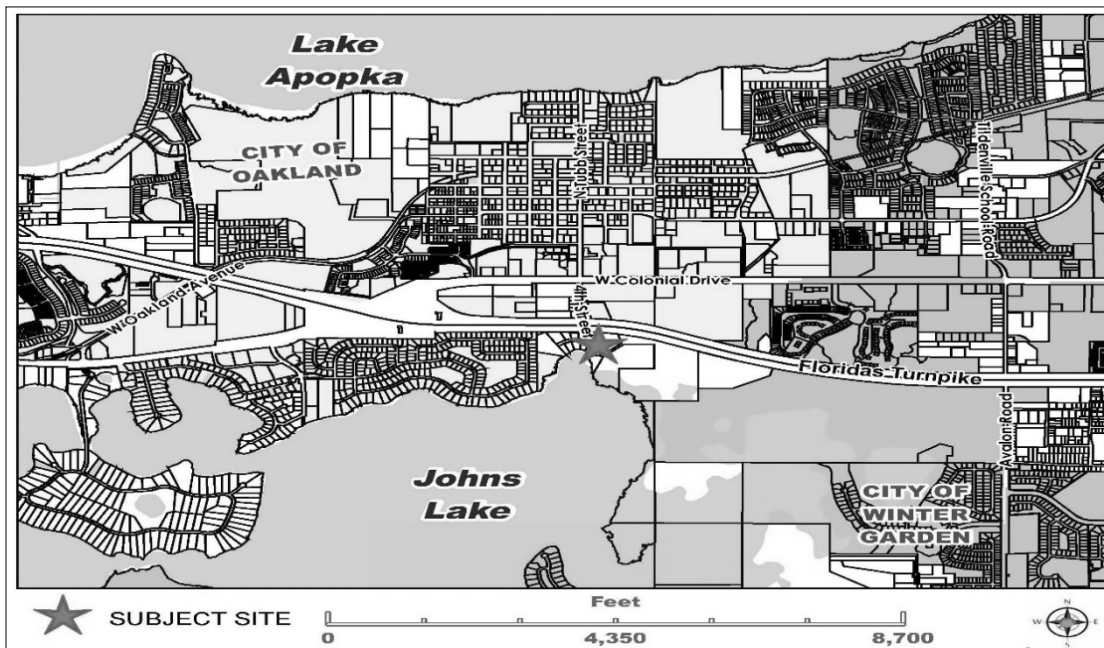 Lake
Apopka
CITY OF
OAKLAND
N Tubb Street
Tildenville School Road
W Oakland Avenue
W Colonial Drive
4th Street
Floridas Turnpike
Avalon Road
Johns
Lake
CITY OF
WINTER
GARDEN
SUBJECT SITE
Feet
0
4,350
8,700
N
W
E
S